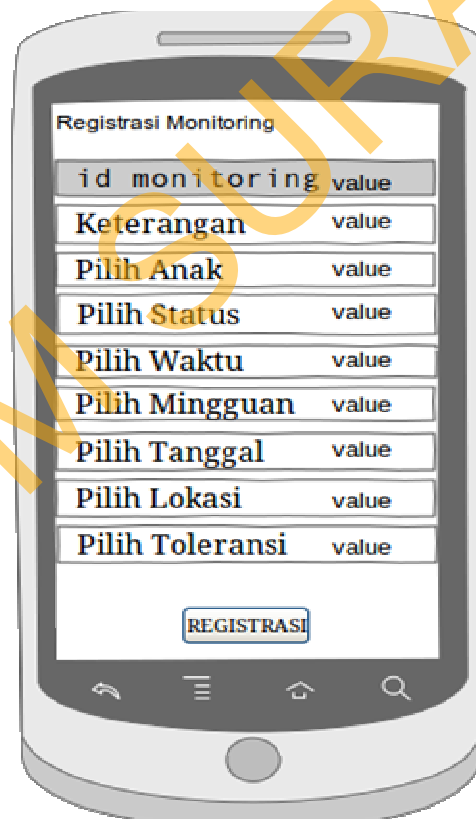 Registrasi Monitoring
id monitoring value
Keterangan value
Pilih Anak value
Pilih Status value
Pilih Waktu value
Pilih Mingguan value
Pilih Tanggal value
Pilih Lokasi value
Pilih Toleransi value
REGISTRASI
M SURA